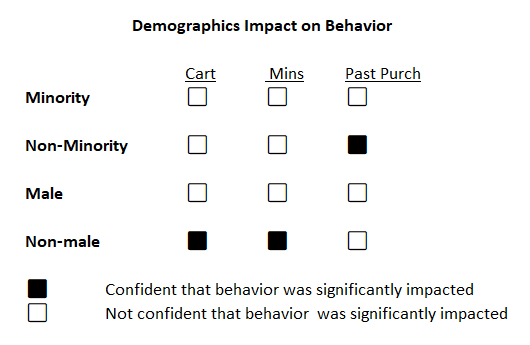 Demographics Impact on Behavior
Cart Mins Past Purch
Minority
Non-Minority
Male
Non-male
Confident that behavior was significantly impacted
Not confident that behavior was significantly impacted